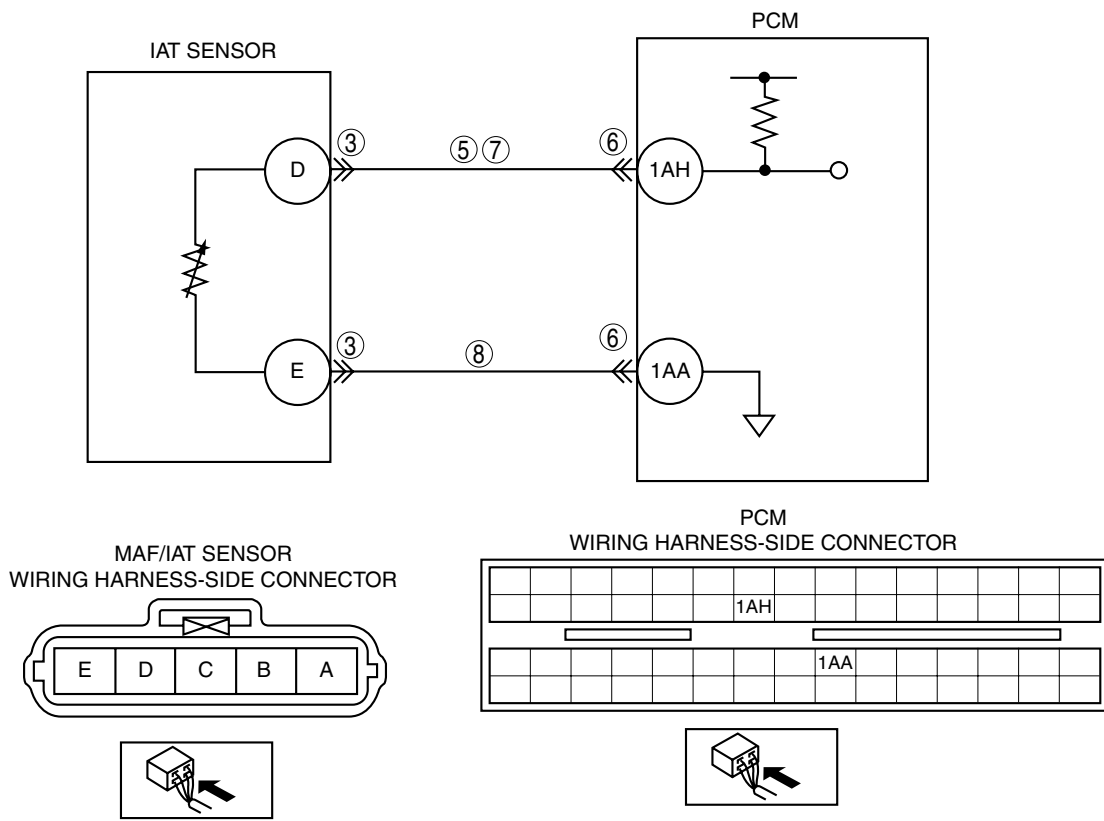 PCM
IAT SENSOR
D
③
⑤⑦
⑥
1AH
E
③
⑧
⑥
1AA
MAF/IAT SENSOR
WIRING HARNESS-SIDE CONNECTOR
E D C B A
PCM
WIRING HARNESS-SIDE CONNECTOR
1AH
1AA